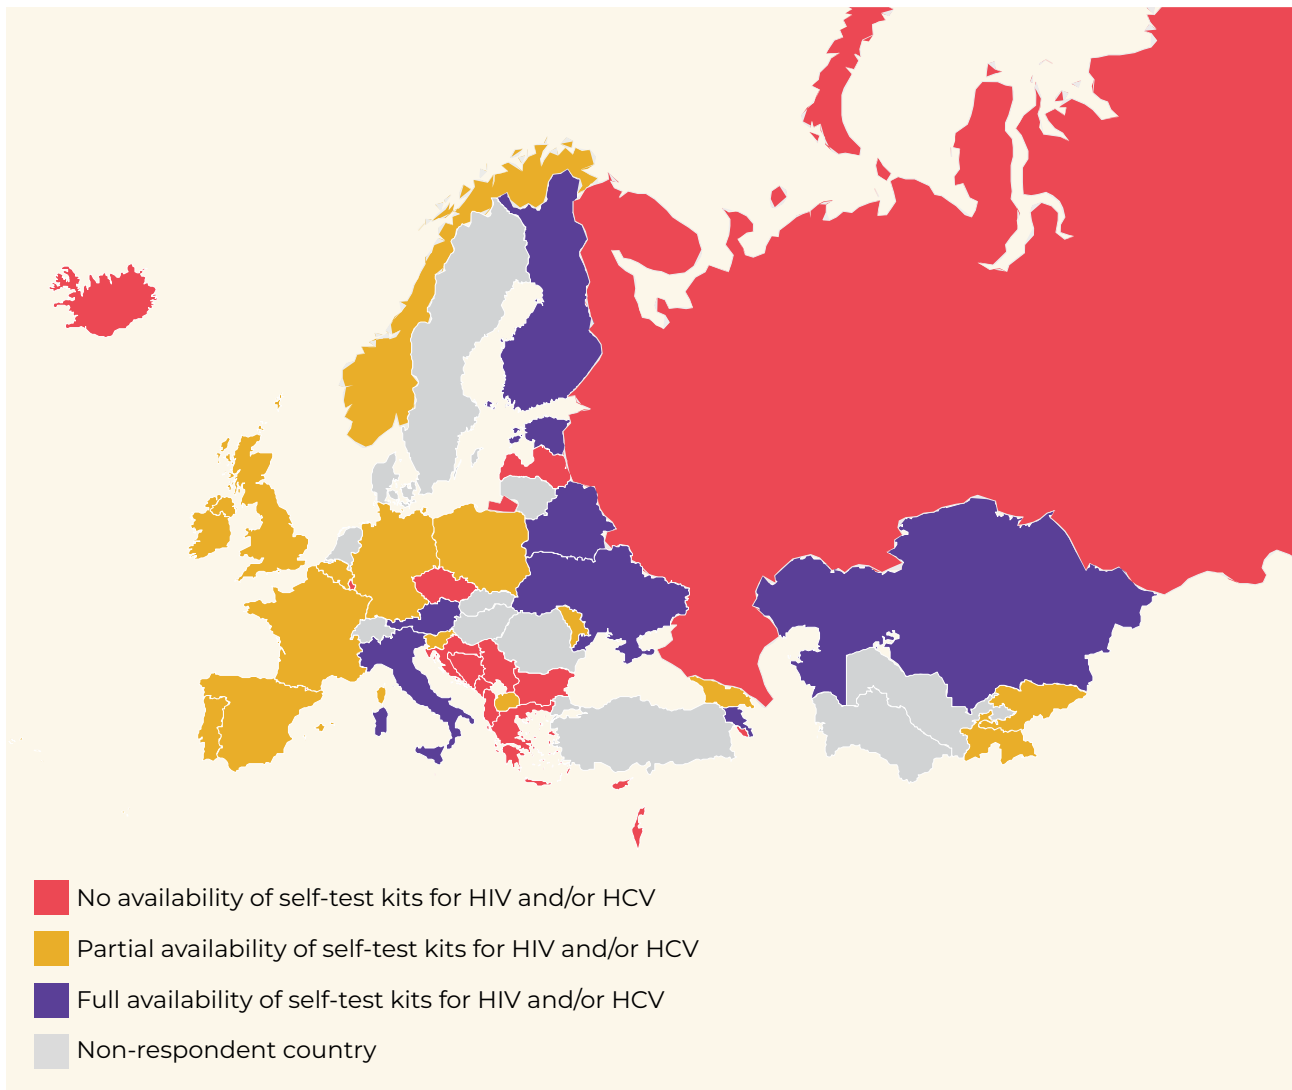 No availability of self-test kits for HIV and/or HCV
Partial availability of self-test kits for HIV and/or HCV
Full availability of self-test kits for HIV and/or HCV
Non-respondent country